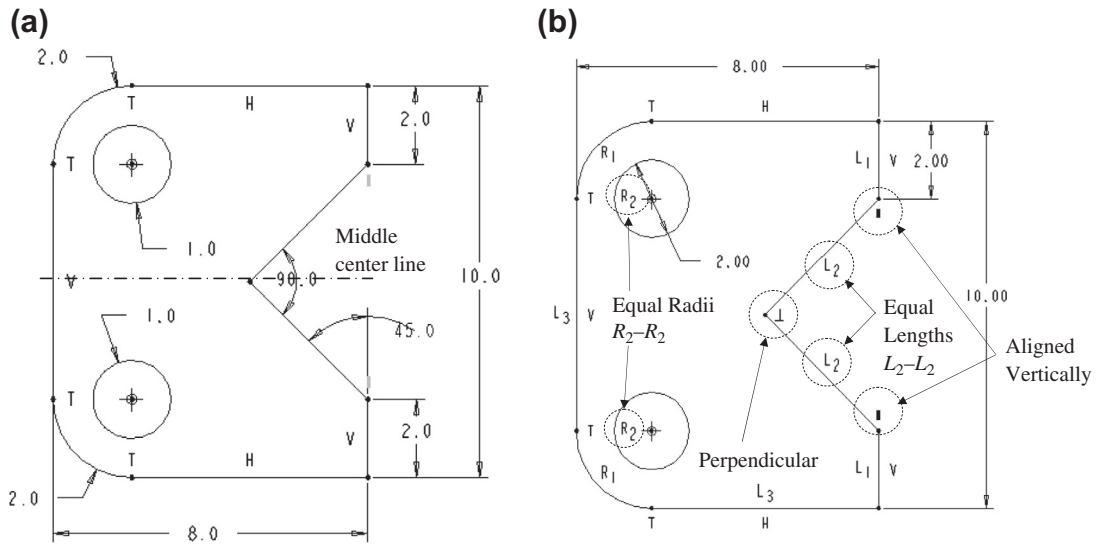 (a)
2.0
T
H
V
2.0
T
1.0
Middle
center line
V
90.0
10.0
1.0
45.0
T
V
2.0
T
H
2.0
8.0
(b)
8.00
T
H
R1
L1
V
2.00
T
R2
2.00
L2
10.00
Equal Radii
R2–R2
L3
V
⊥
Equal
Lengths
L2–L2
Aligned
Vertically
L2
T
R2
Perpendicular
R1
L1
V
L3
T
H